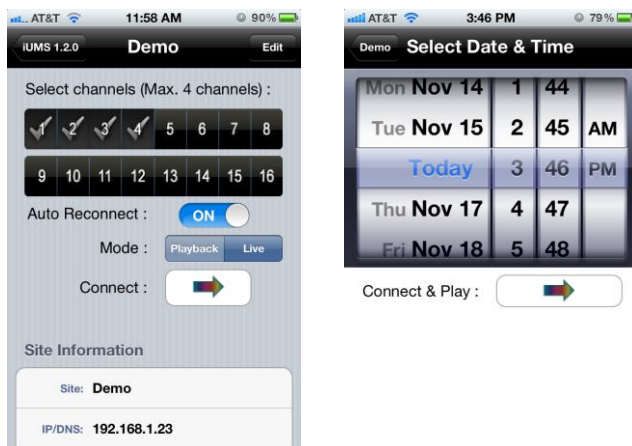 AT&T 11:58 AM 90%
iUMS 1.2.0 Demo Edit
Select channels (Max. 4 channels) :
1 2 3 4 5 6 7 8
9 10 11 12 13 14 15 16
Auto Reconnect : ON
Mode : Playback Live
Connect :
Site Information
Site: Demo
IP/DNS: 192.168.1.23
AT&T 3:46 PM 79%
Demo Select Date & Time
Mon Nov 14 1 44
Tue Nov 15 2 45 AM
Today 3 46 PM
Thu Nov 17 4 47
Fri Nov 18 5 48
Connect & Play :